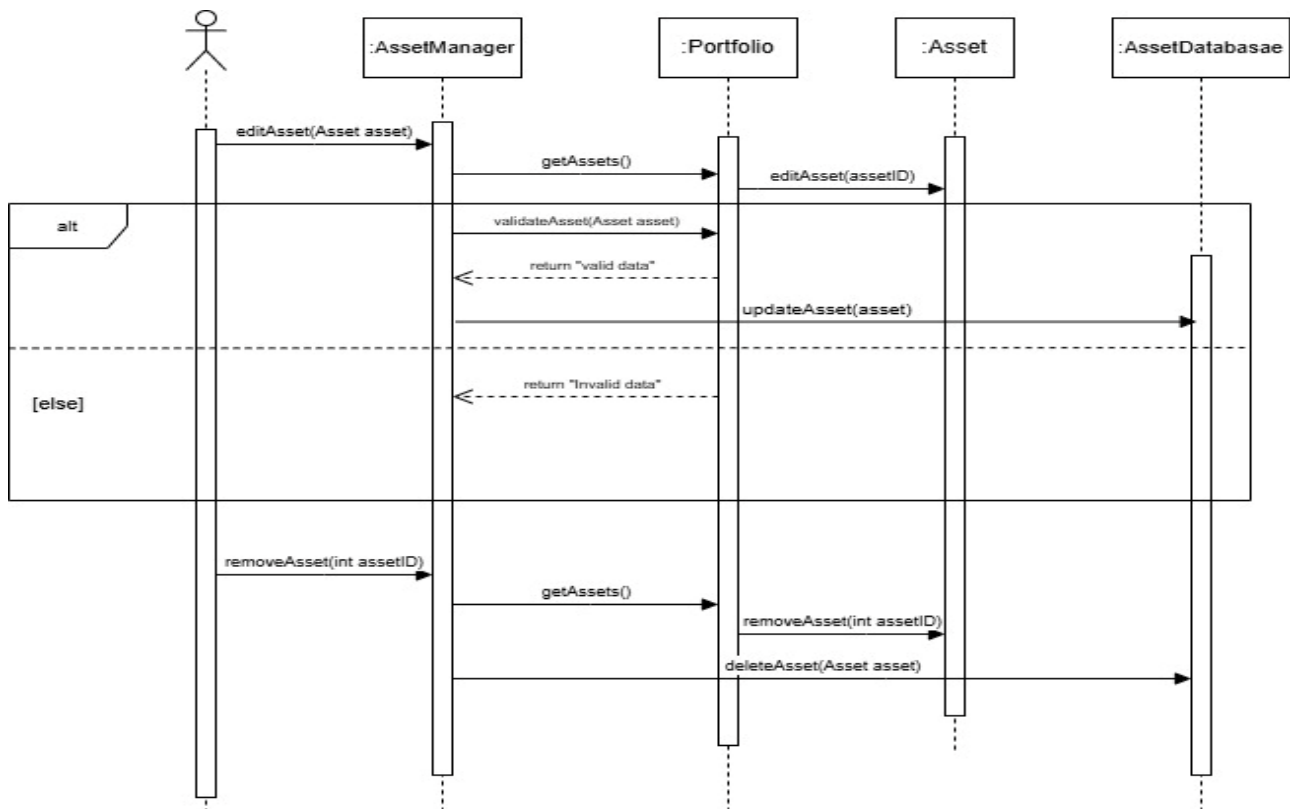 :AssetManager
:Portfolio
:Asset
:AssetDatabasae
editAsset(Asset asset)
getAssets()
editAsset(assetID)
alt
validateAsset(Asset asset)
return "valid data"
updateAsset(asset)
return "Invalid data"
[else]
removeAsset(int assetID)
getAssets()
removeAsset(int assetID)
deleteAsset(Asset asset)